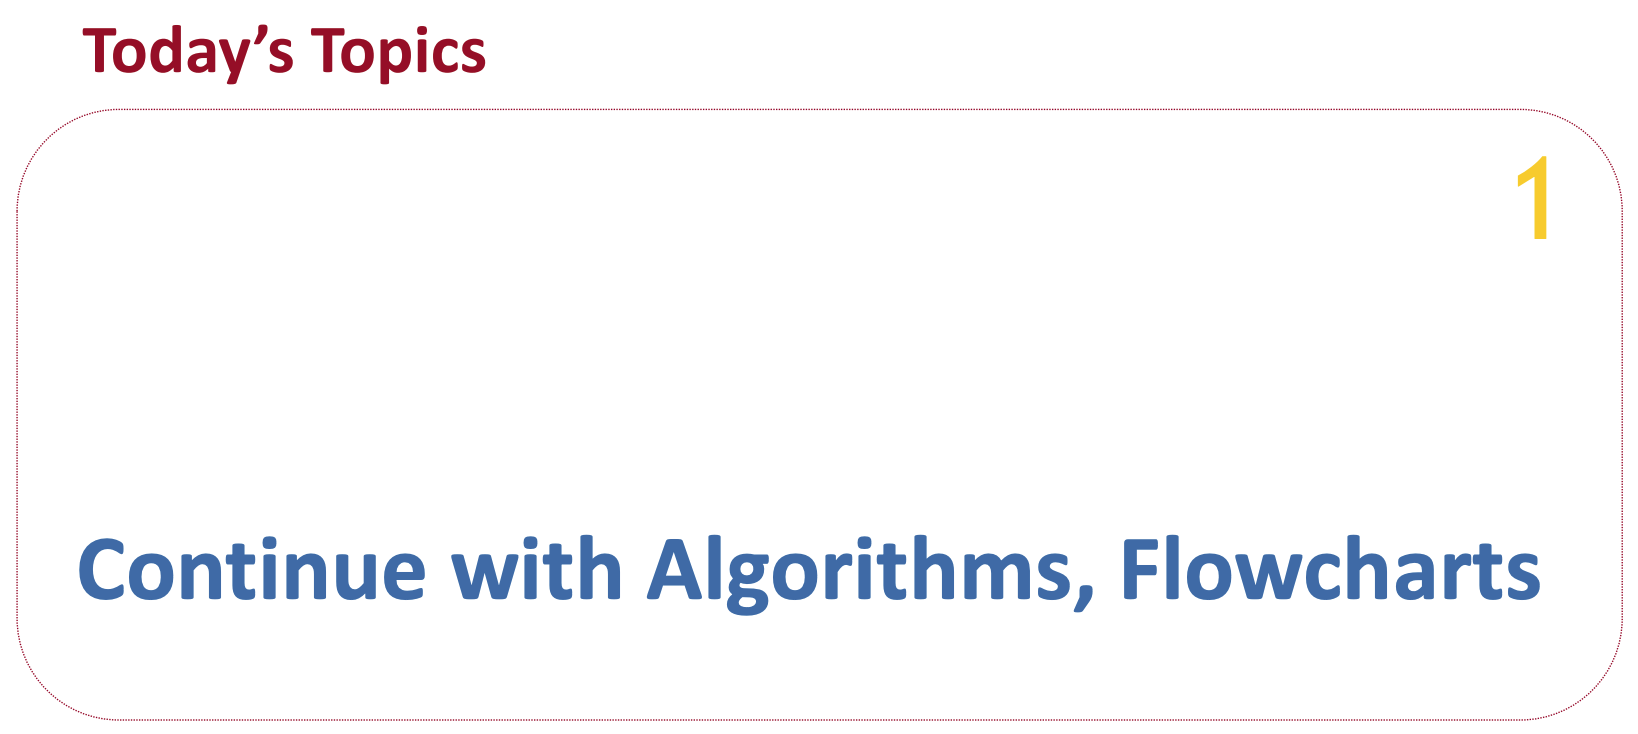 Today’s Topics
1
Continue with Algorithms, Flowcharts